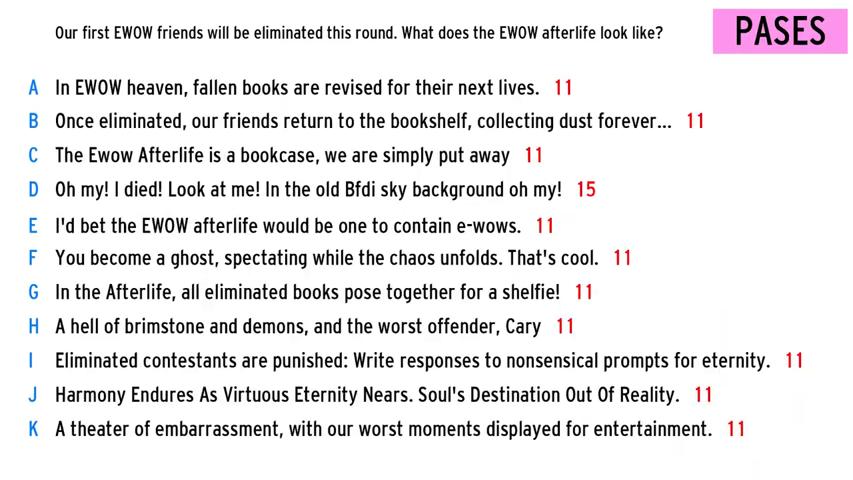 Our first EWOW friends will be eliminated this round. What does the EWOW afterlife look like?
PASES
A In EWOW heaven, fallen books are revised for their next lives. 11
B Once eliminated, our friends return to the bookshelf, collecting dust forever... 11
C The Ewow Afterlife is a bookcase, we are simply put away 11
D Oh my! I died! Look at me! In the old Bfdi sky background oh my! 15
E I'd bet the EWOW afterlife would be one to contain e-wows. 11
F You become a ghost, spectating while the chaos unfolds. That's cool. 11
G In the Afterlife, all eliminated books pose together for a shelfie! 11
H A hell of brimstone and demons, and the worst offender, Cary 11
I Eliminated contestants are punished: Write responses to nonsensical prompts for eternity. 11
J Harmony Endures As Virtuous Eternity Nears. Soul's Destination Out Of Reality. 11
K A theater of embarrassment, with our worst moments displayed for entertainment. 11